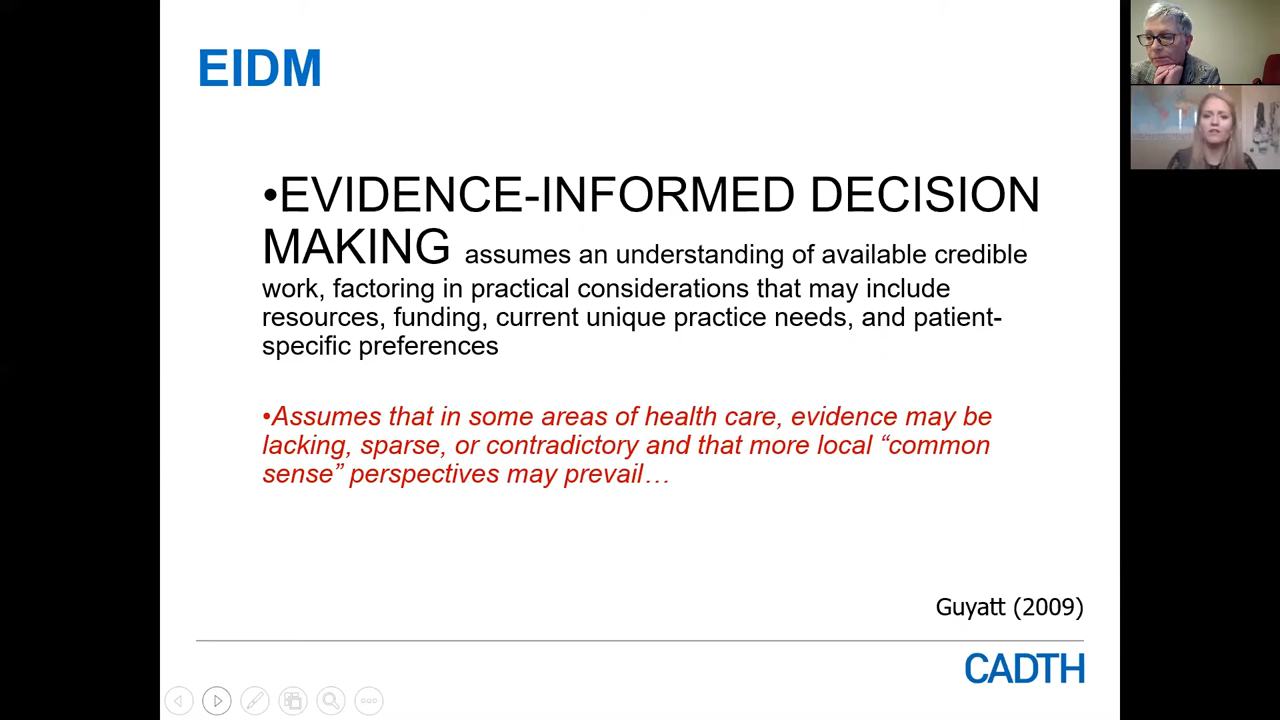 EIDM
•EVIDENCE-INFORMED DECISION
MAKING assumes an understanding of available credible
work, factoring in practical considerations that may include
resources, funding, current unique practice needs, and patient-
specific preferences
•Assumes that in some areas of health care, evidence may be
lacking, sparse, or contradictory and that more local “common
sense” perspectives may prevail…
Guyatt (2009)
CADTH